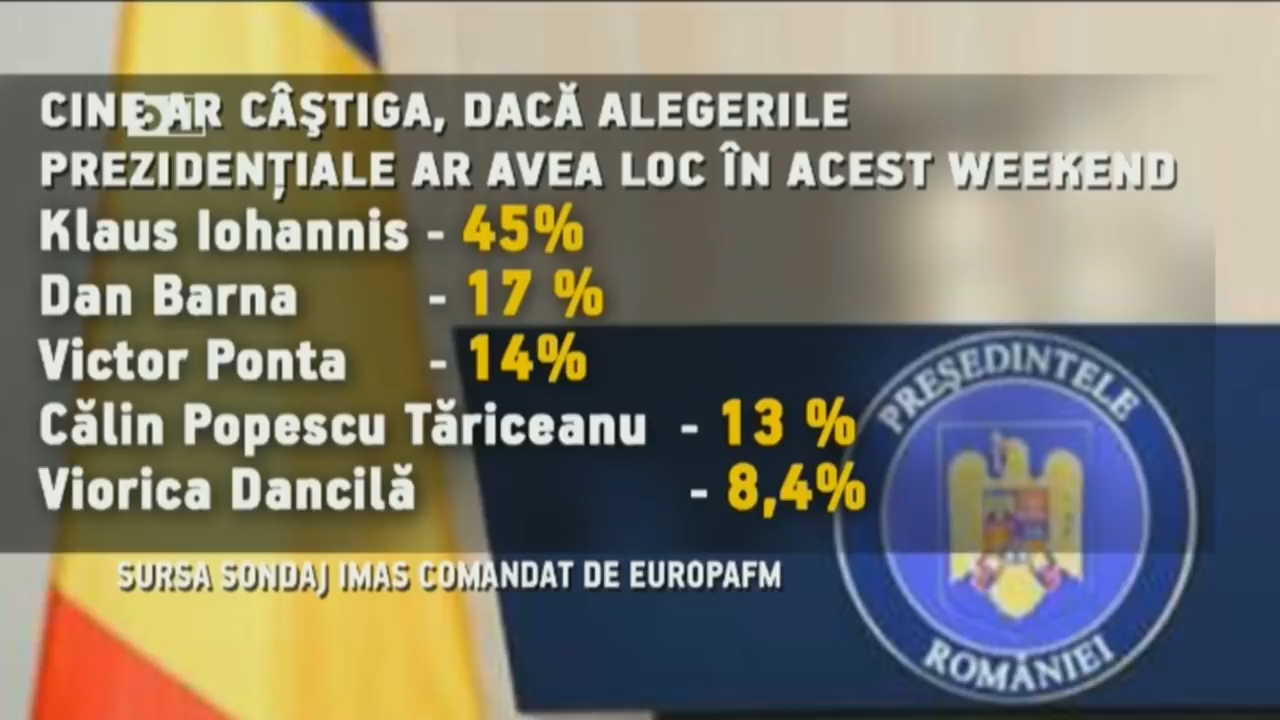 CINE AR CÂŞTIGA, DACĂ ALEGERILE
PREZIDENŢIALE AR AVEA LOC ÎN ACEST WEEKEND
Klaus Iohannis - 45%
Dan Barna - 17 %
Victor Ponta - 14%
Călin Popescu Tăriceanu - 13 %
Viorica Dancilă - 8,4%
SURSA SONDAJ IMAS COMANDAT DE EUROPAFM
PREŞEDINTELE
ROMÂNIEI